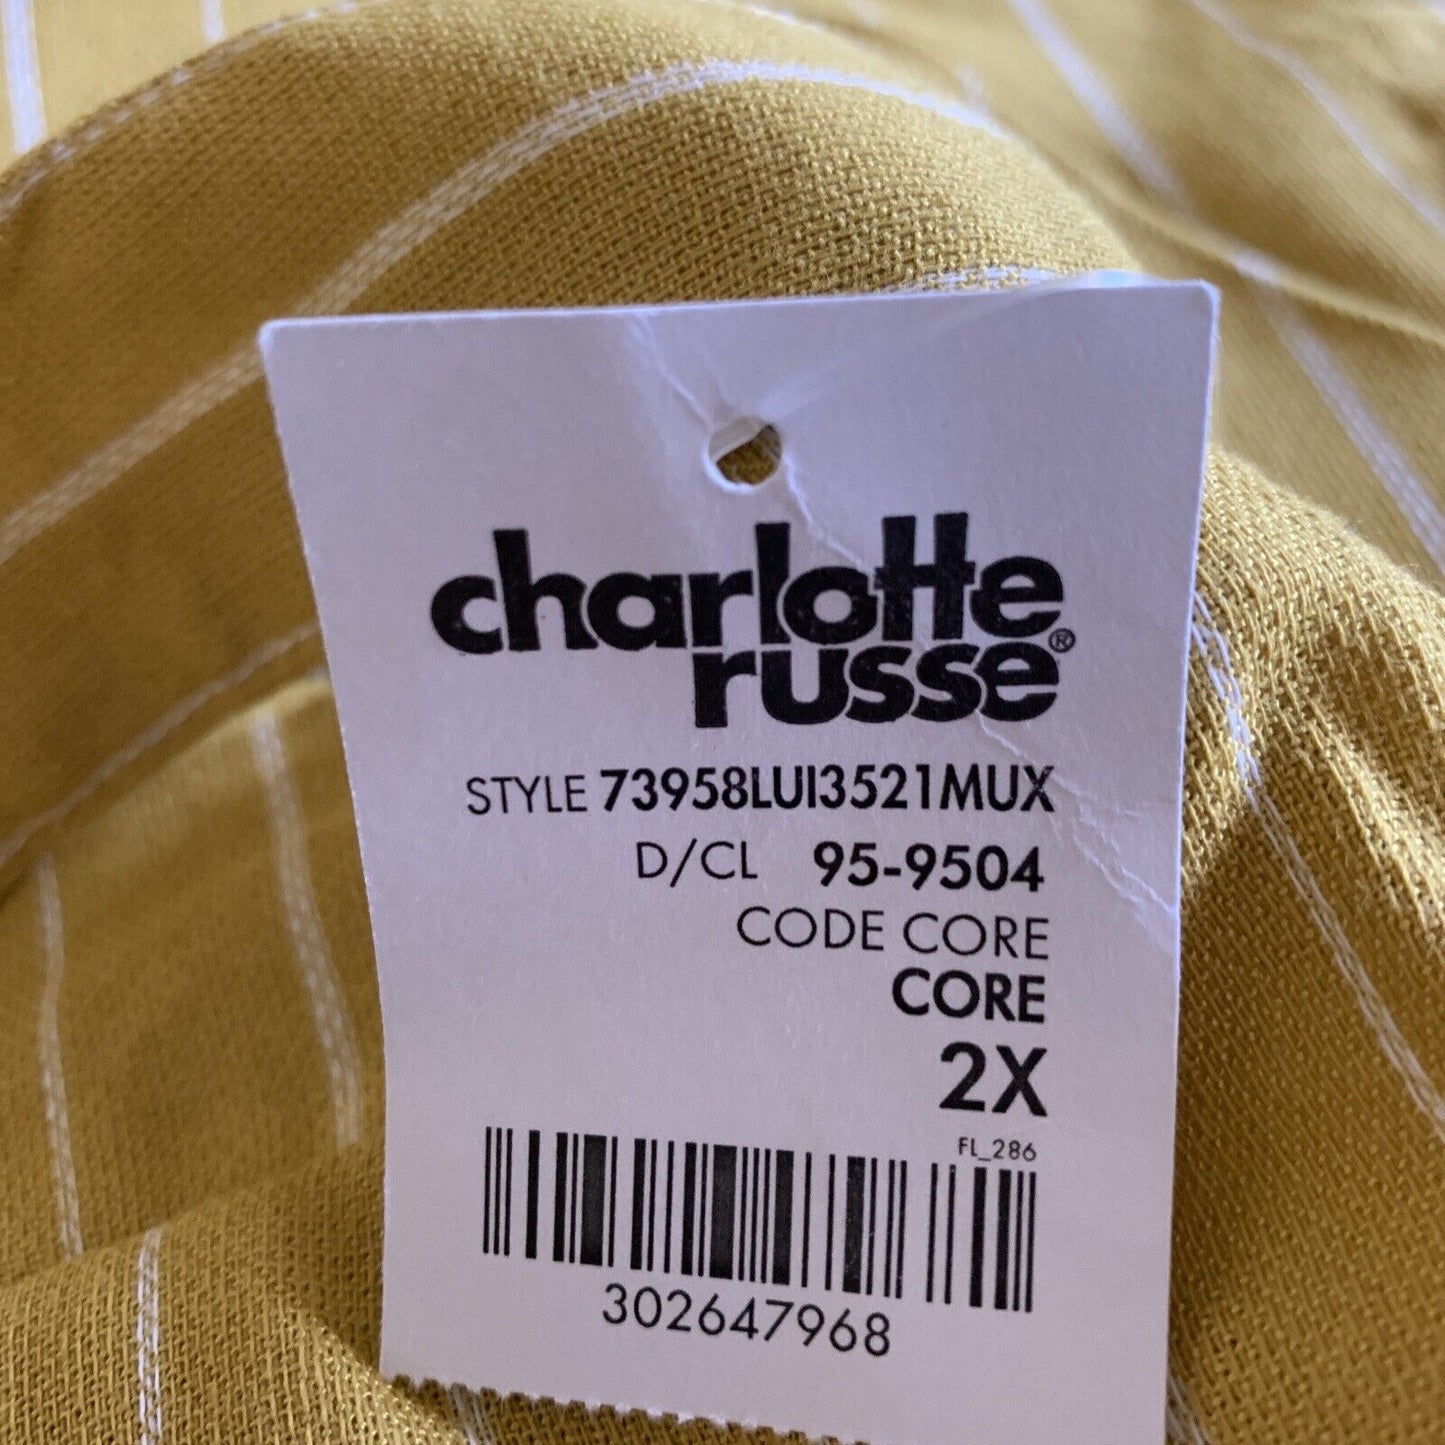 charlotte
russe®
STYLE 73958LUI3521MUX
D/CL 95-9504
CODE CORE
CORE
2X
FL_286
302647968